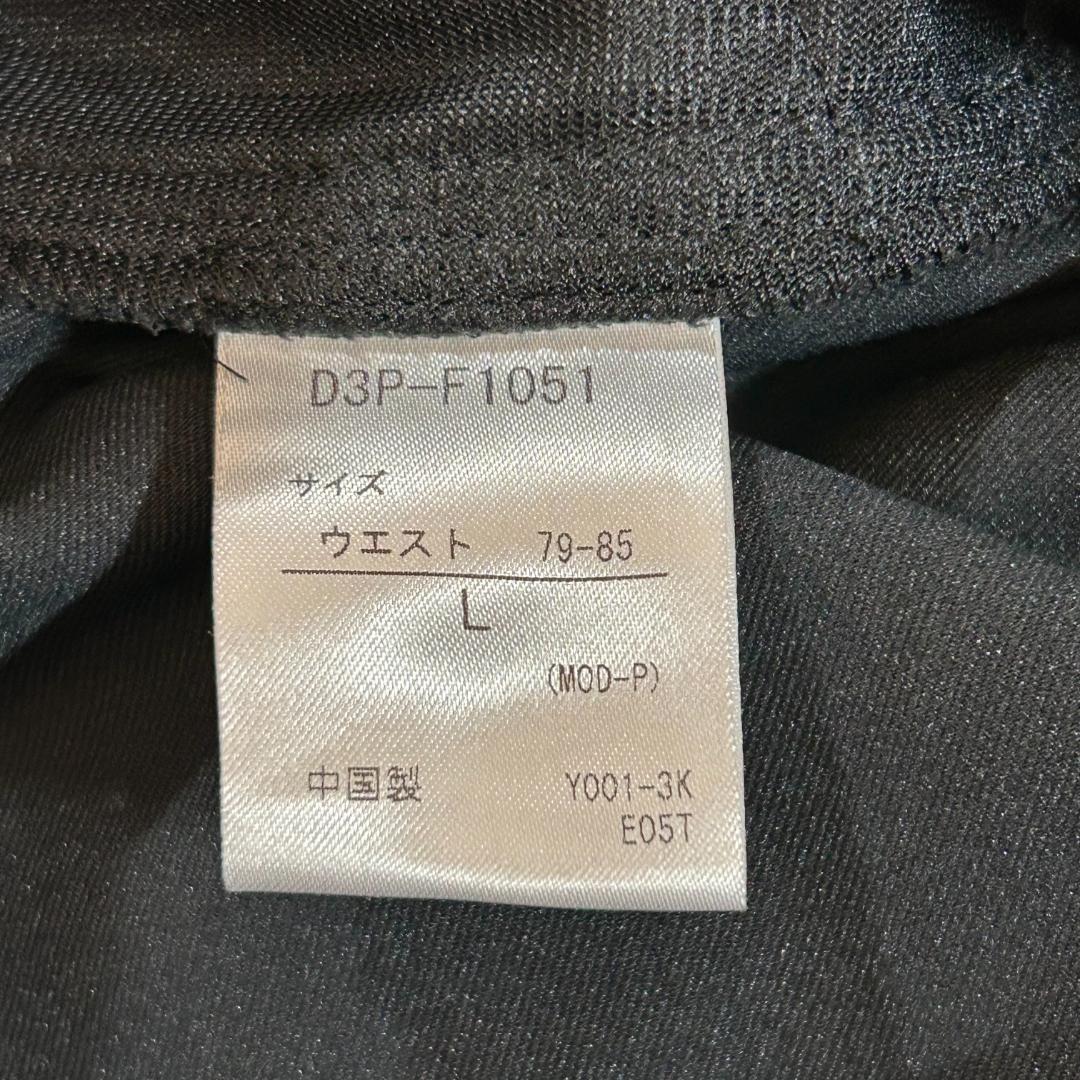 D3P-F1051
サイズ
ウエスト 79-85
L
(MOD-P)
中国製 Y001-3K
E05T